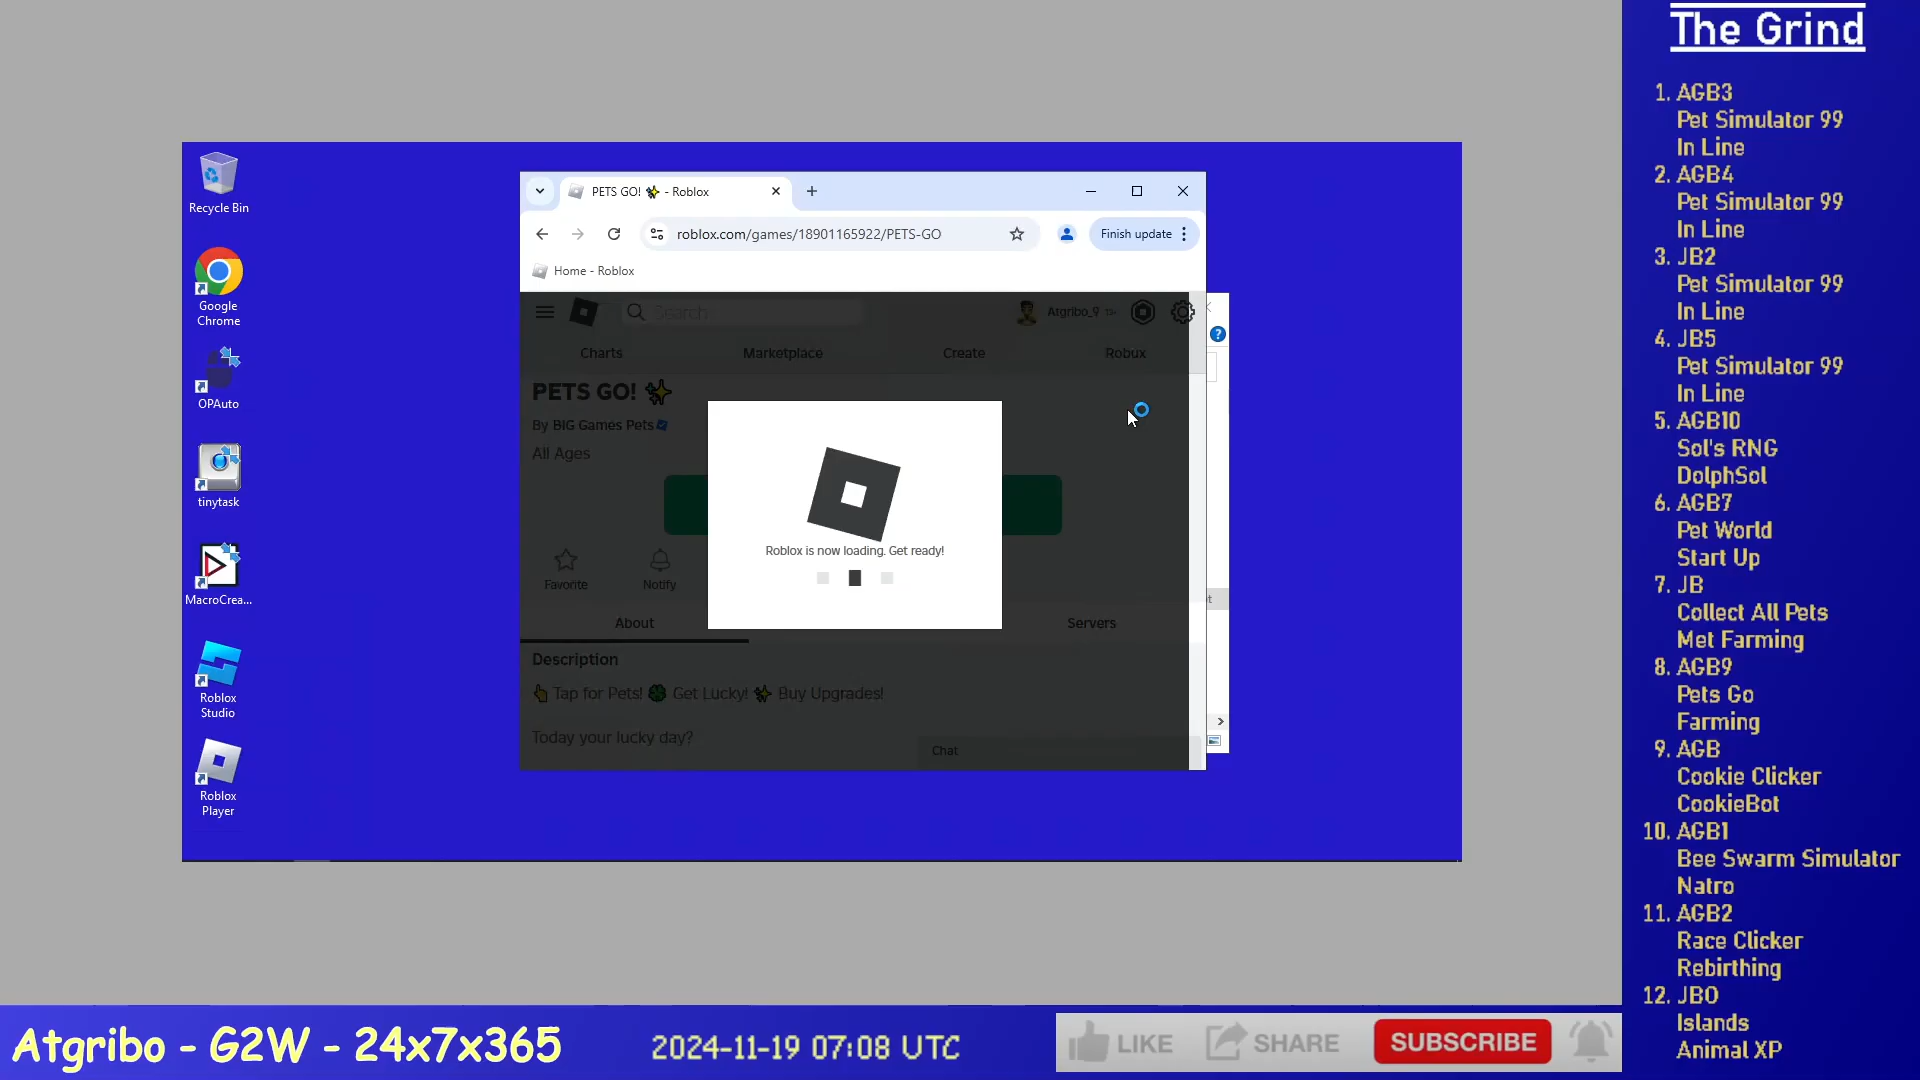 The Grind
1. AGB3
Pet Simulator 99
In Line
2. AGB4
Pet Simulator 99
In Line
3. JB2
Pet Simulator 99
In Line
4. JB5
Pet Simulator 99
In Line
5. AGB10
Sol's RNG
DolphSol
6. AGB7
Pet World
Start Up
7. JB
Collect All Pets
Met Farming
8. AGB9
Pets Go
Farming
9. AGB
Cookie Clicker
CookieBot
10. AGB1
Bee Swarm Simulator
Natro
11. AGB2
Race Clicker
Rebirthing
12. JB0
Islands
Animal XP
Recycle Bin
Google
Chrome
OPAuto
tinytask
MacroCrea...
Roblox
Studio
Roblox
Player
PETS GO! ✨ - Roblox
roblox.com/games/18901165922/PETS-GO
Finish update
Home - Roblox
Search
Atgribo_9
Charts Marketplace Create Robux
PETS GO! ✨
By BIG Games Pets
All Ages
Roblox is now loading. Get ready!
Favorite Notify
About Servers
Description
👆 Tap for Pets! 🍀 Get Lucky! ✨ Buy Upgrades!
Today your lucky day?
Chat
Atgribo - G2W - 24x7x365
2024-11-19 07:08 UTC
LIKE SHARE SUBSCRIBE